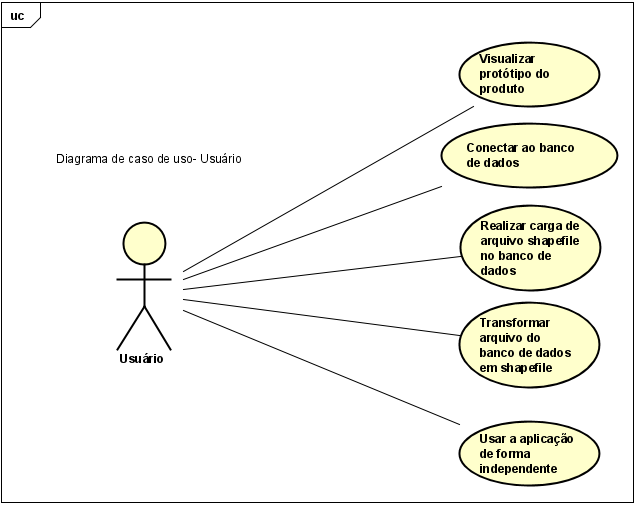 uc
Visualizar
protótipo do
produto
Diagrama de caso de uso- Usuário
Conectar ao banco
de dados
Realizar carga de
arquivo shapefile
no banco de
dados
Transformar
arquivo do
banco de dados
em shapefile
Usuário
Usar a aplicação
de forma
independente